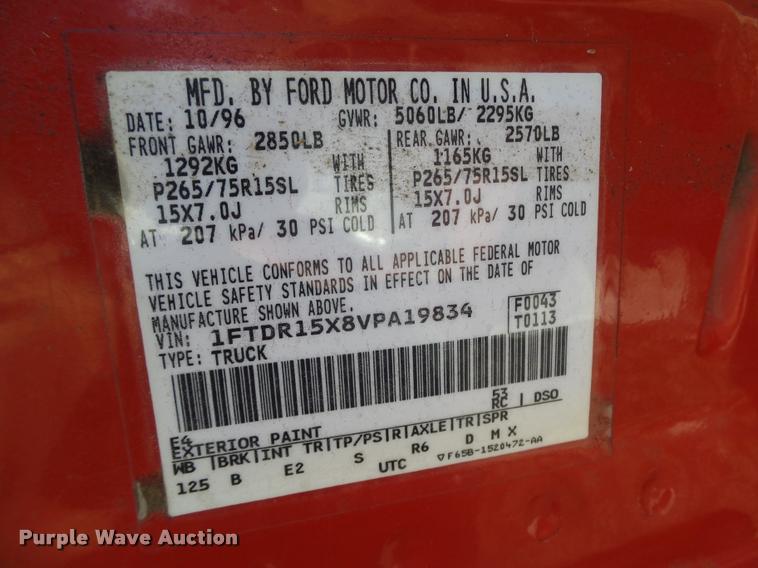 MFD. BY FORD MOTOR CO. IN U.S.A.
DATE: 10/96 GVWR: 5060LB/ 2295KG
FRONT GAWR: 2850LB REAR GAWR: 2570LB
1292KG WITH 1165KG WITH
P265/75R15SL TIRES P265/75R15SL TIRES
15X7.0J RIMS 15X7.0J RIMS
AT 207 kPa/ 30 PSI COLD AT 207 kPa/ 30 PSI COLD
THIS VEHICLE CONFORMS TO ALL APPLICABLE FEDERAL MOTOR
VEHICLE SAFETY STANDARDS IN EFFECT ON THE DATE OF
MANUFACTURE SHOWN ABOVE.
VIN: 1FTDR15X8VPA19834 F0043
TYPE: TRUCK T0113
E4 53 RC DSO
EXTERIOR PAINT
WB BRK INT TR TP/PS R AXLE TR SPR
125 B E2 S R6 D M X
UTC ▽F65B-1520472-AA
Purple Wave Auction